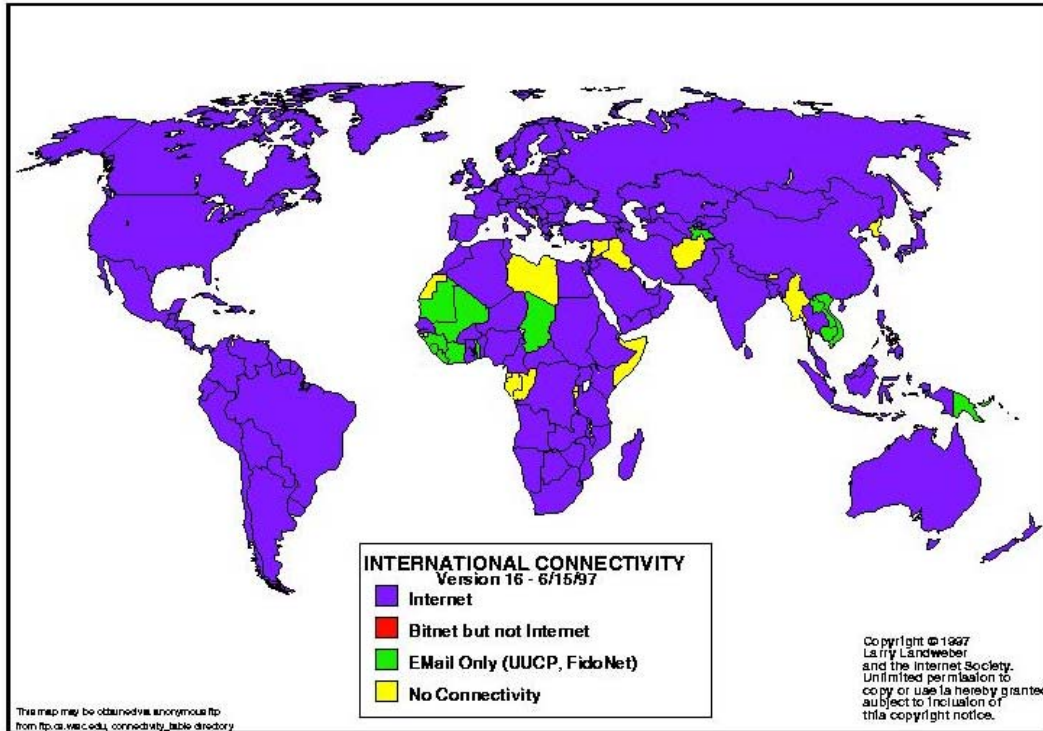 INTERNATIONAL CONNECTIVITY
Version 16 - 6/15/97
Internet
Bitnet but not Internet
EMail Only (UUCP, FidoNet)
No Connectivity
Copyright © 1997
Larry Landweber
and the Internet Society.
Unlimited permission to
copy or use is hereby granted
subject to inclusion of
this copyright notice.
This map may be obtained via anonymous ftp
from ftp.cs.wisc.edu, connectivity_table directory